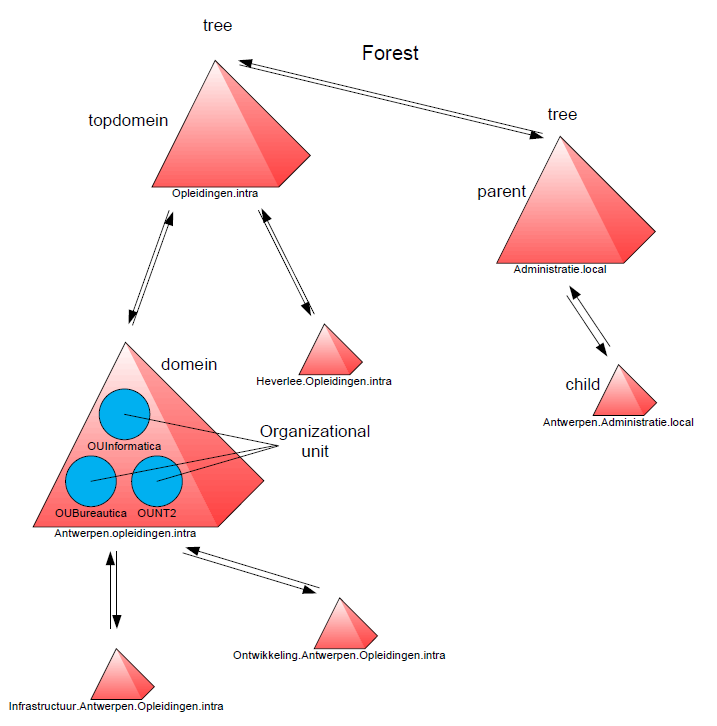 tree
Forest
topdomein
tree
Opleidingen.intra
parent
Administratie.local
domein
Heverlee.Opleidingen.intra
child
Antwerpen.Administratie.local
OUInformatica
Organizational
unit
OUBureautica
OUNT2
Antwerpen.opleidingen.intra
Ontwikkeling.Antwerpen.Opleidingen.intra
Infrastructuur.Antwerpen.Opleidingen.intra